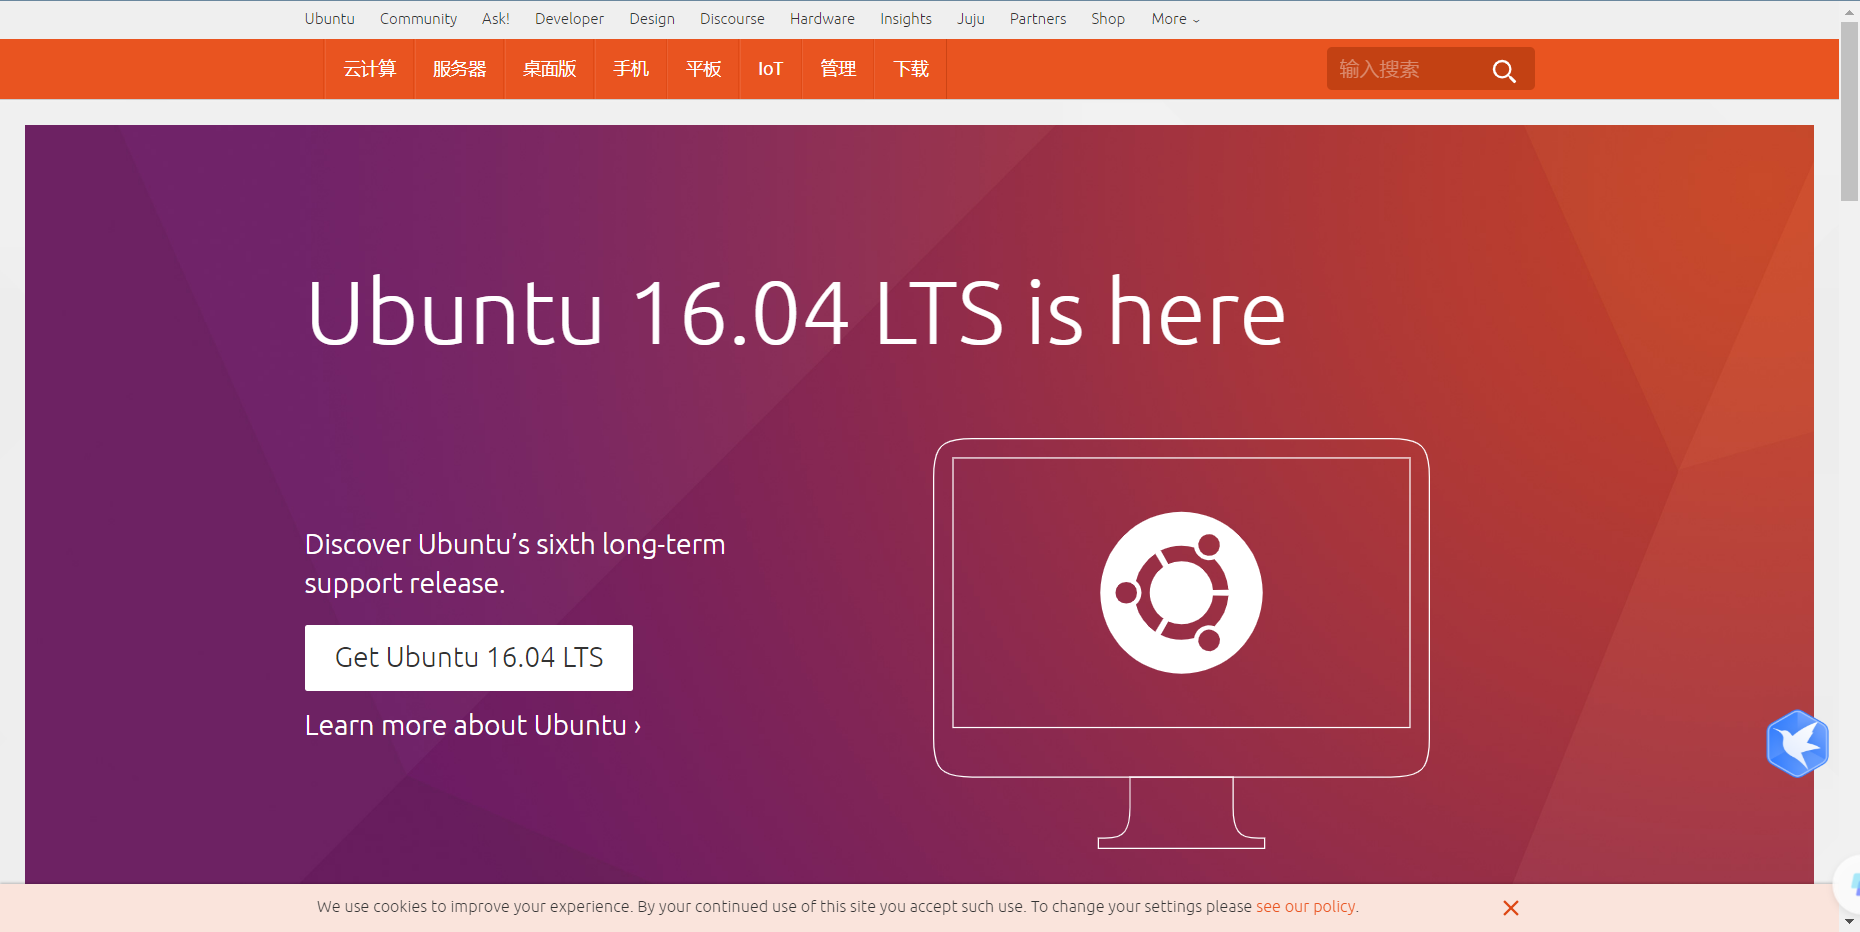 Ubuntu Community Ask! Developer Design Discourse Hardware Insights Juju Partners Shop More
云计算 服务器 桌面版 手机 平板 IoT 管理 下载 输入搜索
Ubuntu 16.04 LTS is here
Discover Ubuntu’s sixth long-term
support release.
Get Ubuntu 16.04 LTS
Learn more about Ubuntu ›
We use cookies to improve your experience. By your continued use of this site you accept such use. To change your settings please see our policy.